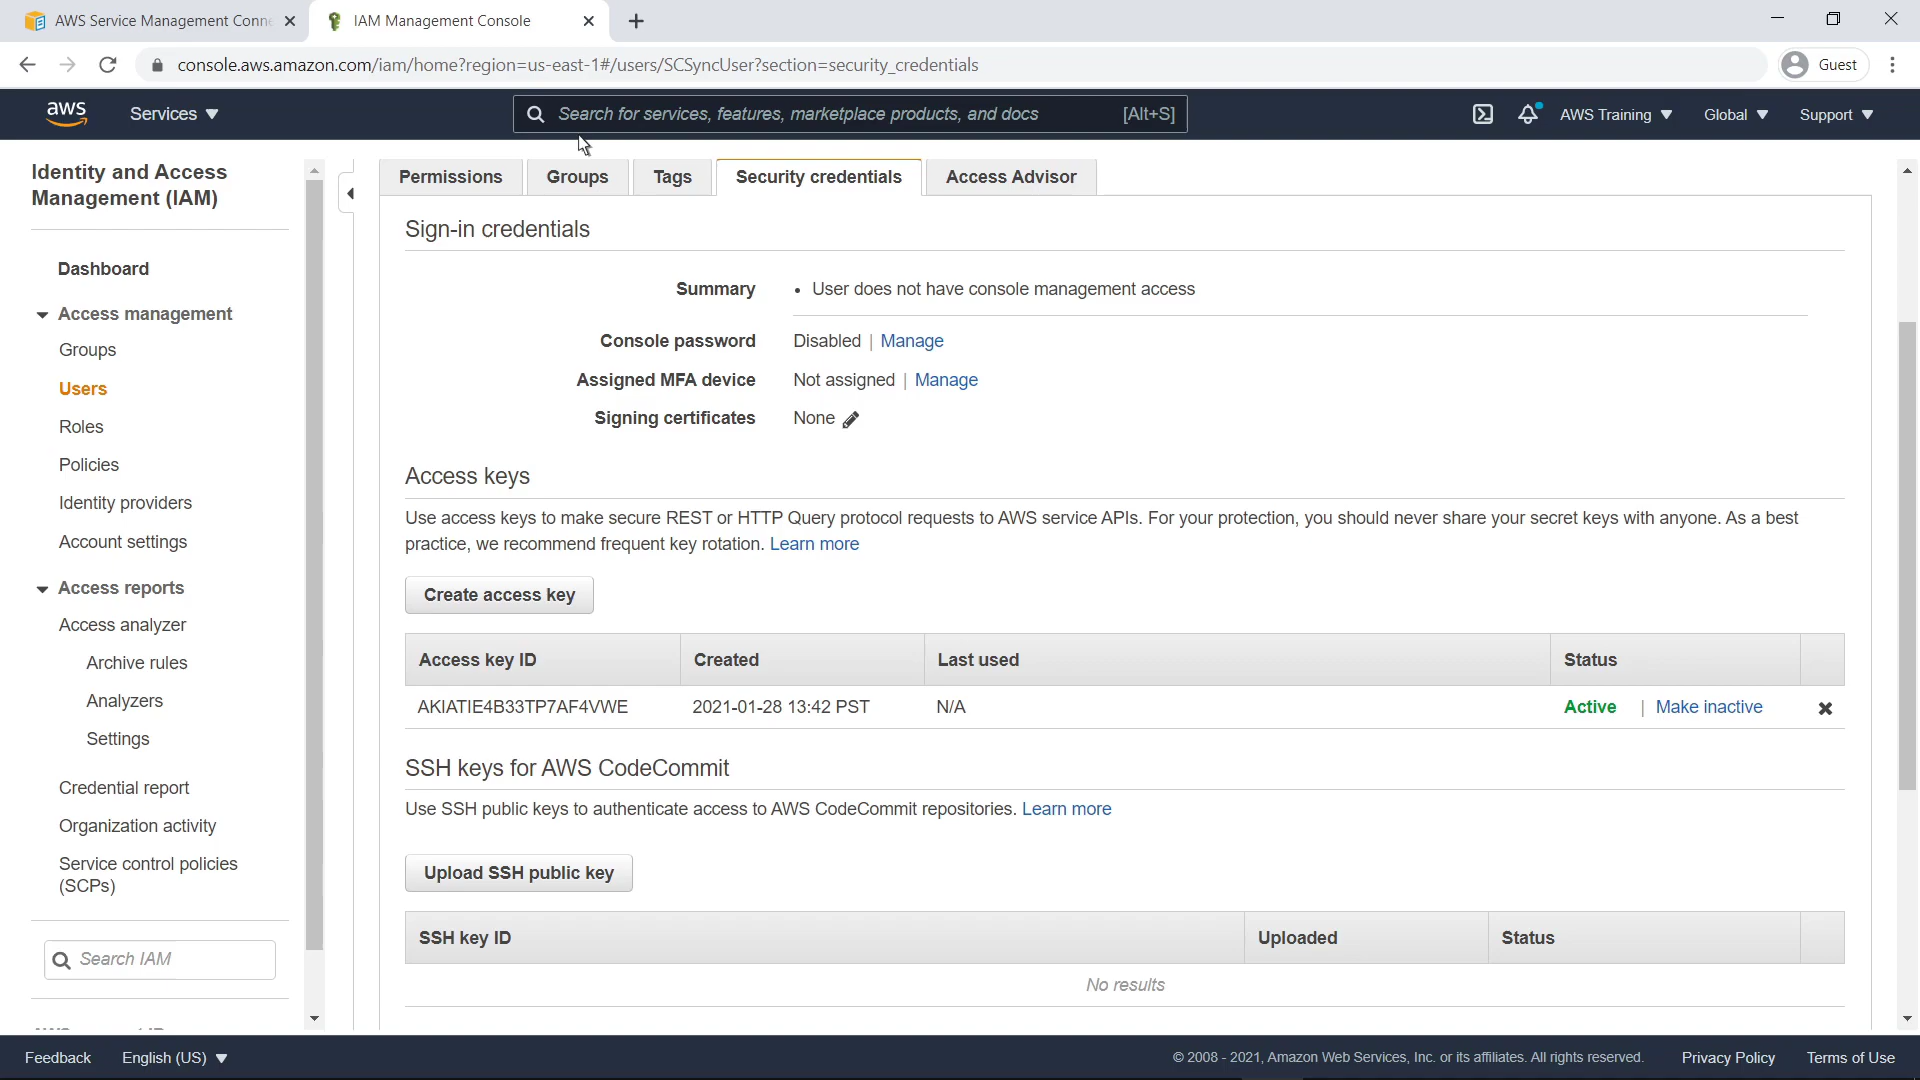 AWS Service Management Conne
IAM Management Console
console.aws.amazon.com/iam/home?region=us-east-1#/users/SCSyncUser?section=security_credentials
Guest
aws
Services
Search for services, features, marketplace products, and docs
[Alt+S]
AWS Training
Global
Support
Identity and Access
Management (IAM)
Dashboard
Access management
Groups
Users
Roles
Policies
Identity providers
Account settings
Access reports
Access analyzer
Archive rules
Analyzers
Settings
Credential report
Organization activity
Service control policies
(SCPs)
Search IAM
Permissions
Groups
Tags
Security credentials
Access Advisor
Sign-in credentials
Summary
• User does not have console management access
Console password
Disabled | Manage
Assigned MFA device
Not assigned | Manage
Signing certificates
None
Access keys
Use access keys to make secure REST or HTTP Query protocol requests to AWS service APIs. For your protection, you should never share your secret keys with anyone. As a best
practice, we recommend frequent key rotation. Learn more
Create access key
Access key ID
Created
Last used
Status
AKIATIE4B33TP7AF4VWE
2021-01-28 13:42 PST
N/A
Active | Make inactive
SSH keys for AWS CodeCommit
Use SSH public keys to authenticate access to AWS CodeCommit repositories. Learn more
Upload SSH public key
SSH key ID
Uploaded
Status
No results
Feedback
English (US)
© 2008 - 2021, Amazon Web Services, Inc. or its affiliates. All rights reserved.
Privacy Policy
Terms of Use